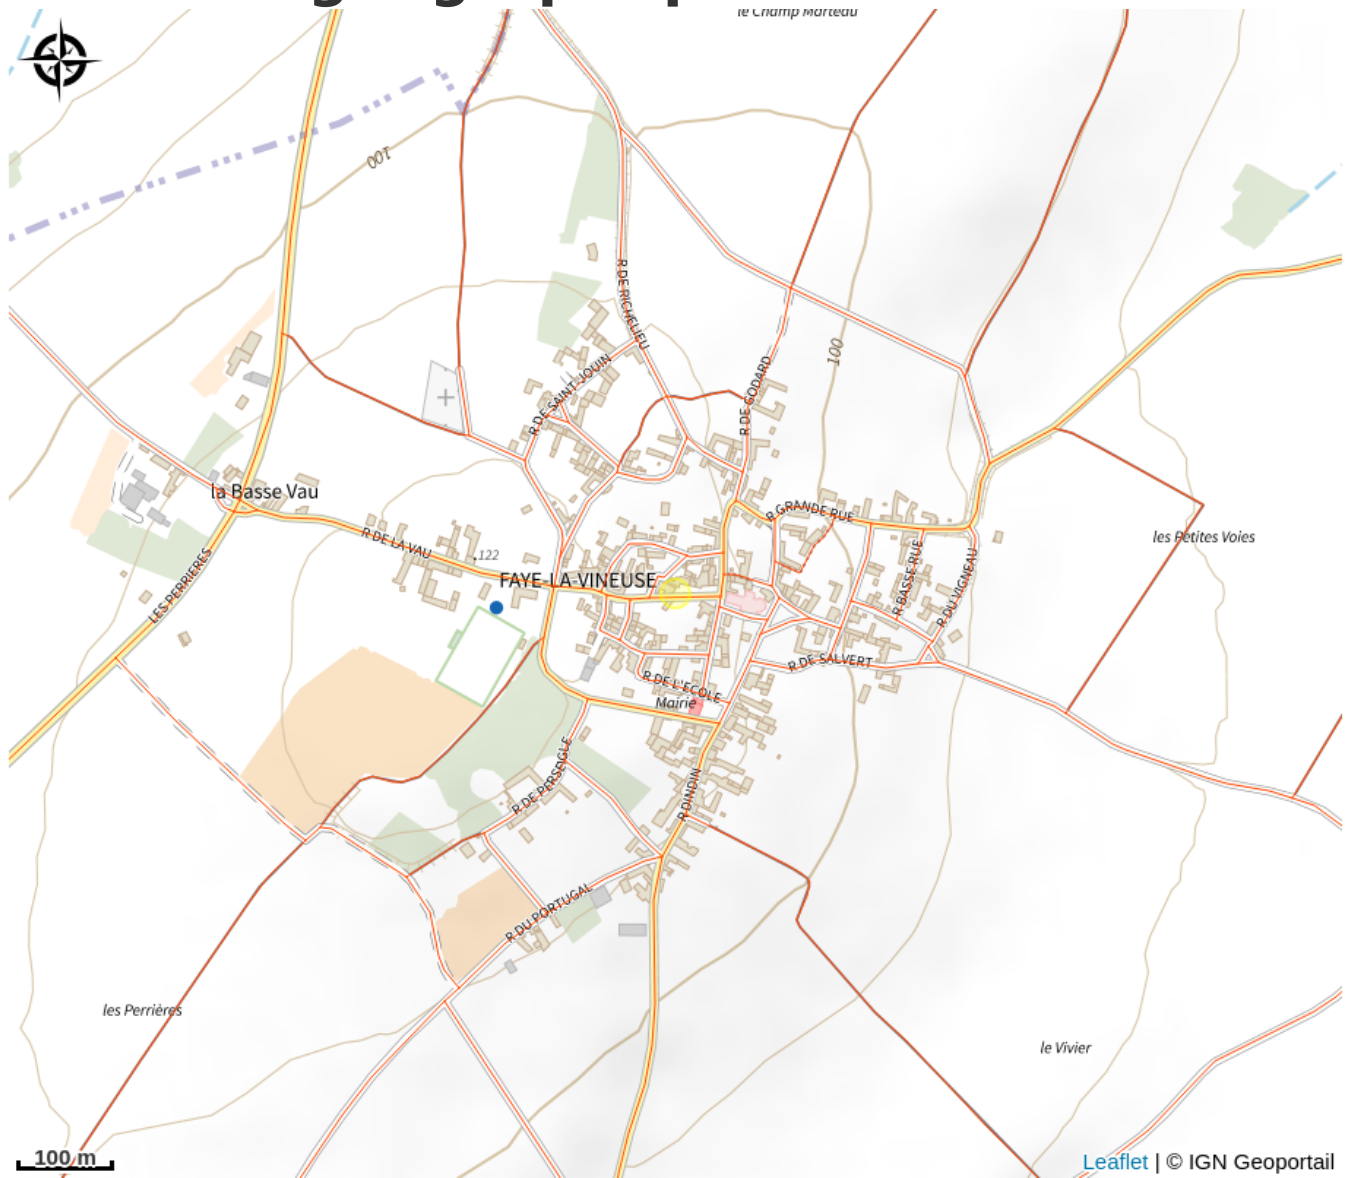 le Champ Marteau
100
R DE RICHELIEU
100
R DE SAINT-JOUIN
R DE GODARD
la Basse Vau
R GRANDE RUE
les Petites Voies
R DE LA VAU
122
FAYE-LA-VINEUSE
R BASSE RUE
R DU VIGNEAU
LES PERRIERES
R DE SALVERT
R DE L'ECOLE
Mairie
R DE PERSEIGLE
R DINDIN
R DU PORTUGAL
les Perrières
le Vivier
100 m
Leaflet | © IGN Geoportail